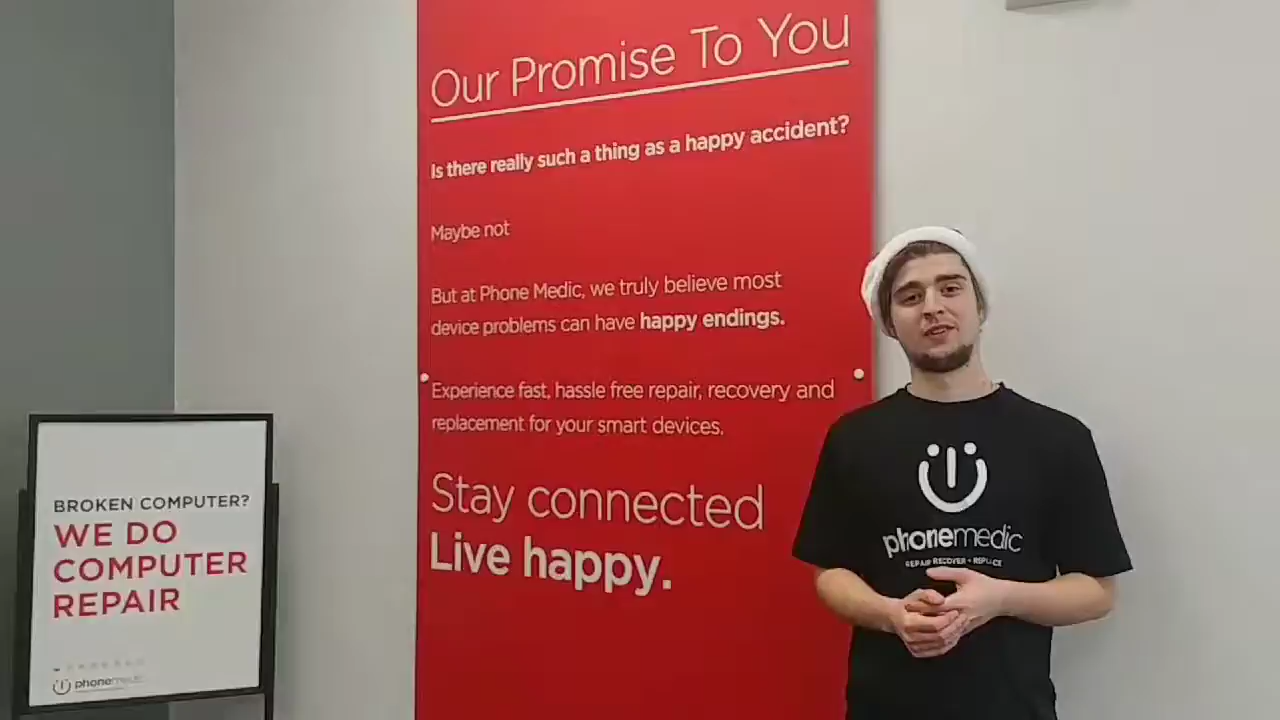 Our Promise To You
Is there really such a thing as a happy accident?
Maybe not
But at Phone Medic, we truly believe most
device problems can have happy endings.
Experience fast, hassle free repair, recovery and
replacement for your smart devices.
Stay connected
Live happy.
BROKEN COMPUTER?
WE DO
COMPUTER
REPAIR
phonemedic
phonemedic
REPAIR RECOVER • REPLACE